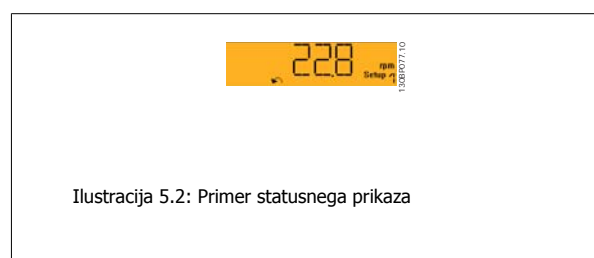 22.8
rpm
Setup 1
130BP077.10
Ilustracija 5.2: Primer statusnega prikaza